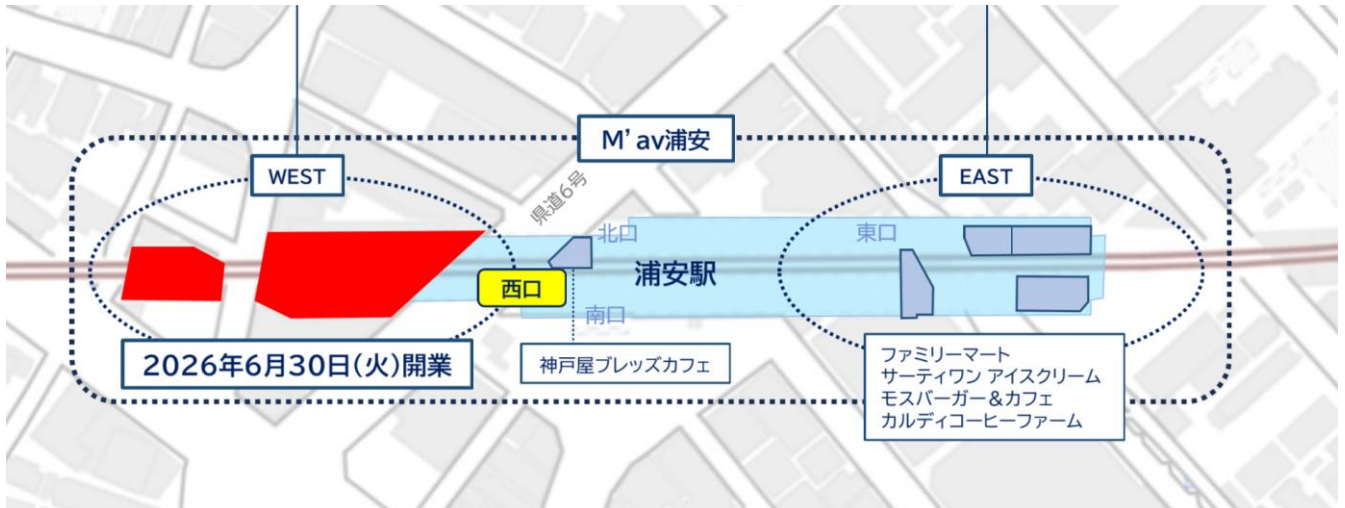 M'av浦安
WEST
EAST
県道6号
北口
東口
浦安駅
西口
南口
2026年6月30日(火)開業
神戸屋ブレッズカフェ
ファミリーマート
サーティワン アイスクリーム
モスバーガー&カフェ
カルディコーヒーファーム